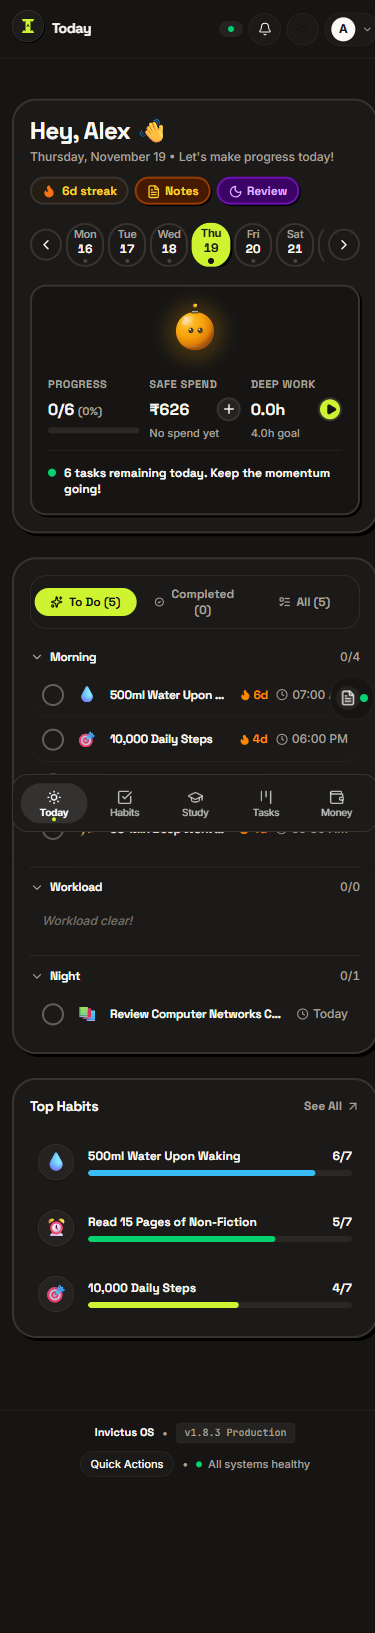 Today
A
Hey, Alex 👋
Thursday, November 19 • Let's make progress today!
6d streak
Notes
Review
Mon Tue Wed Thu Fri Sat
16 17 18 19 20 21
PROGRESS SAFE SPEND DEEP WORK
0/6 (0%) ₹626 0.0h
No spend yet 4.0h goal
6 tasks remaining today. Keep the momentum
going!
To Do (5)
Completed
(0)
All (5)
Morning 0/4
500ml Water Upon ... 6d 07:00
10,000 Daily Steps 4d 06:00 PM
Today Habits Study Tasks Money
Workload 0/0
Workload clear!
Night 0/1
Review Computer Networks C... Today
Top Habits See All
500ml Water Upon Waking 6/7
Read 15 Pages of Non-Fiction 5/7
10,000 Daily Steps 4/7
Invictus OS • v1.8.3 Production
Quick Actions • All systems healthy